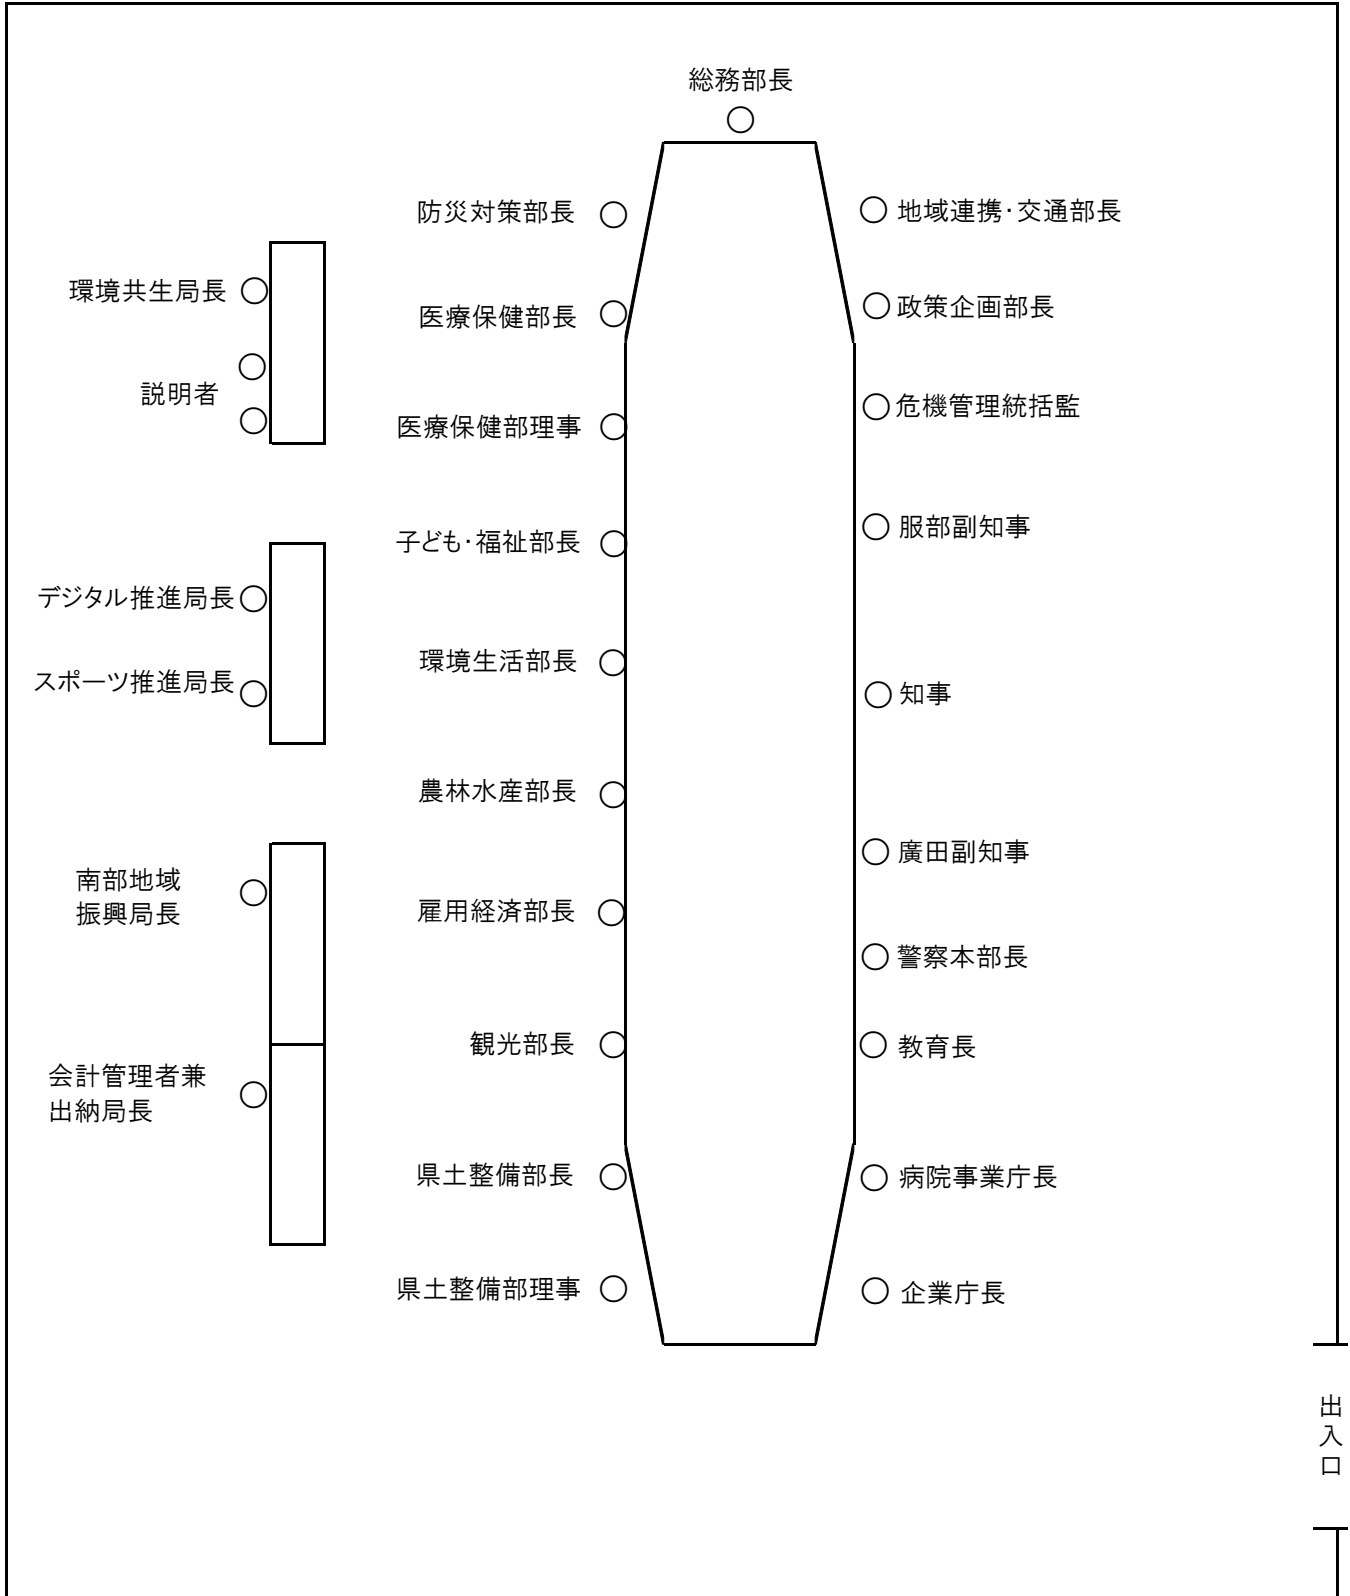 総務部長
防災対策部長
地域連携・交通部長
環境共生局長
医療保健部長
政策企画部長
説明者
医療保健部理事
危機管理統括監
子ども・福祉部長
服部副知事
デジタル推進局長
環境生活部長
スポーツ推進局長
知事
農林水産部長
廣田副知事
南部地域
振興局長
雇用経済部長
警察本部長
観光部長
教育長
会計管理者兼
出納局長
県土整備部長
病院事業庁長
県土整備部理事
企業庁長
出入口